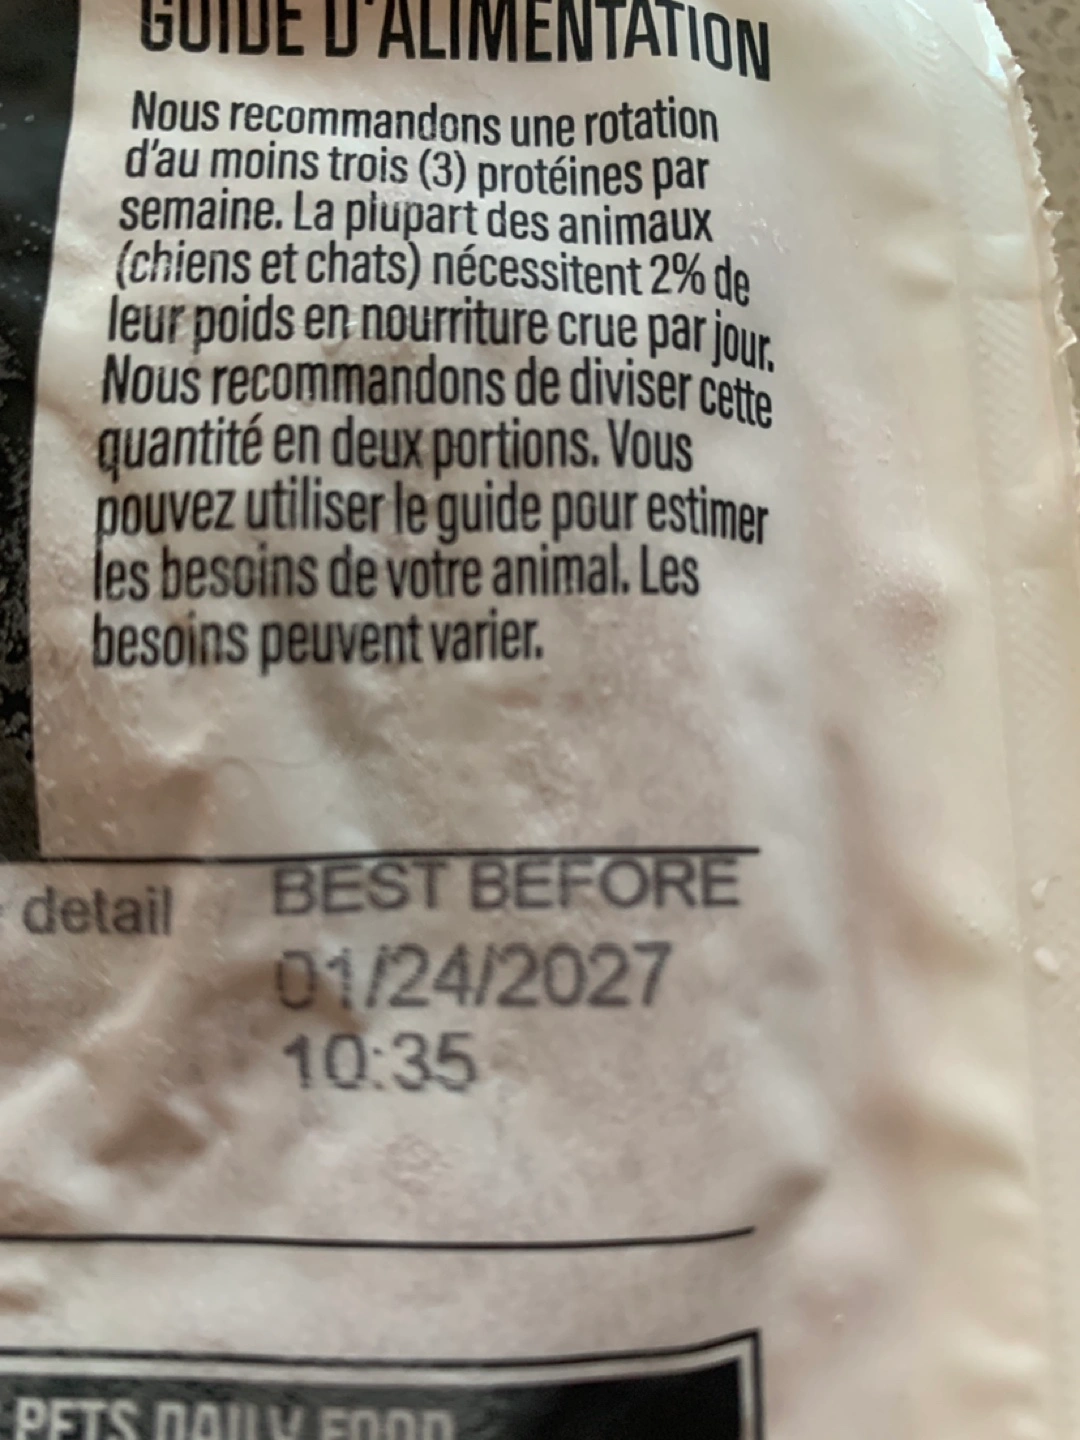 GUIDE D'ALIMENTATION
Nous recommandons une rotation
d'au moins trois (3) protéines par
semaine. La plupart des animaux
(chiens et chats) nécessitent 2% de
leur poids en nourriture crue par jour.
Nous recommandons de diviser cette
quantité en deux portions. Vous
pouvez utiliser le guide pour estimer
les besoins de votre animal. Les
besoins peuvent varier.
detail
BEST BEFORE
01/24/2027
10:35
PETS DAILY FOOD